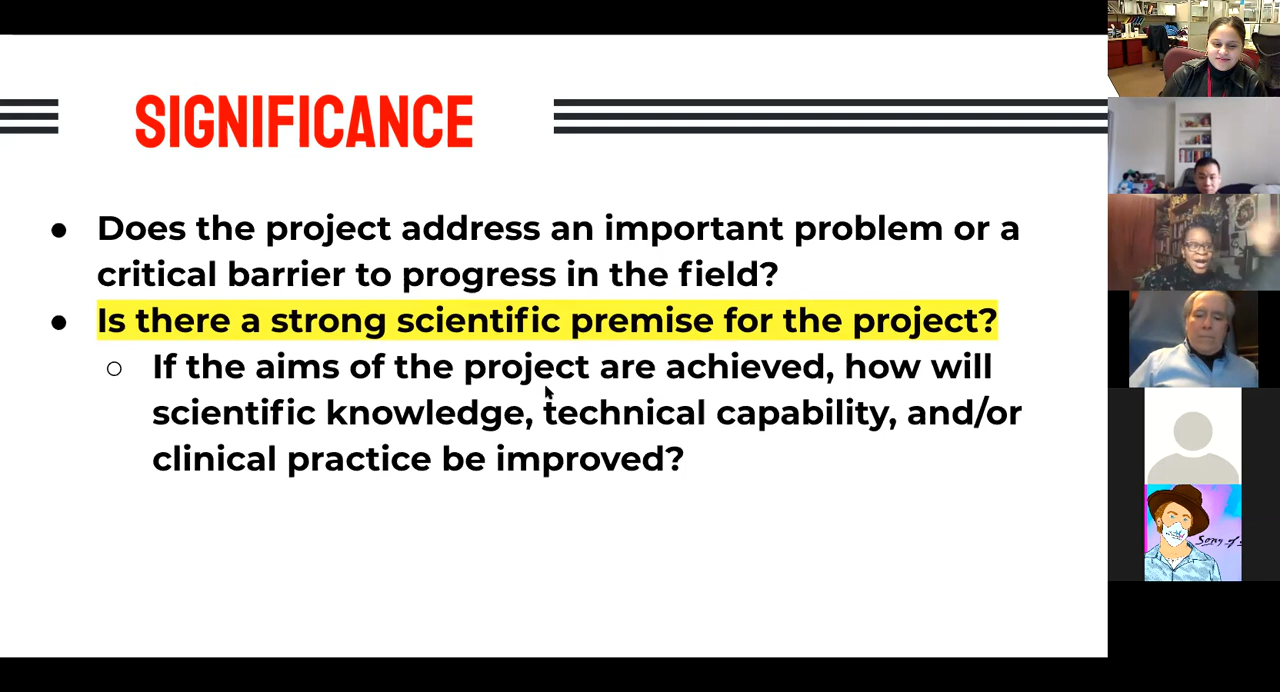 SIGNIFICANCE
● Does the project address an important problem or a
critical barrier to progress in the field?
● Is there a strong scientific premise for the project?
○ If the aims of the project are achieved, how will
scientific knowledge, technical capability, and/or
clinical practice be improved?
Song of